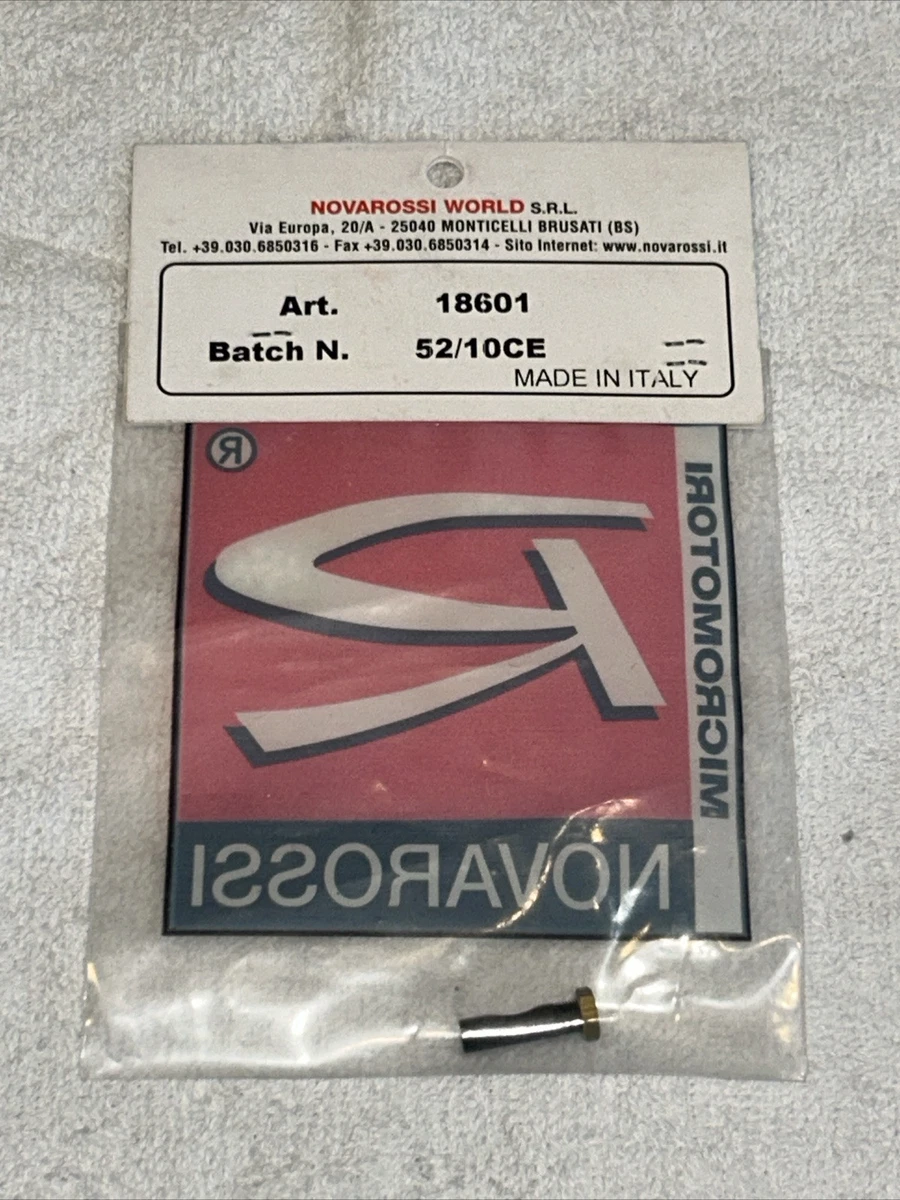 NOVAROSSI WORLD S.R.L.
Via Europa, 20/A - 25040 MONTICELLI BRUSATI (BS)
Tel. +39.030.6850316 - Fax +39.030.6850314 - Sito Internet: www.novarossi.it
Art. 18601
Batch N. 52/10CE
MADE IN ITALY
®
MICROMOTORI
NOVAROSSI